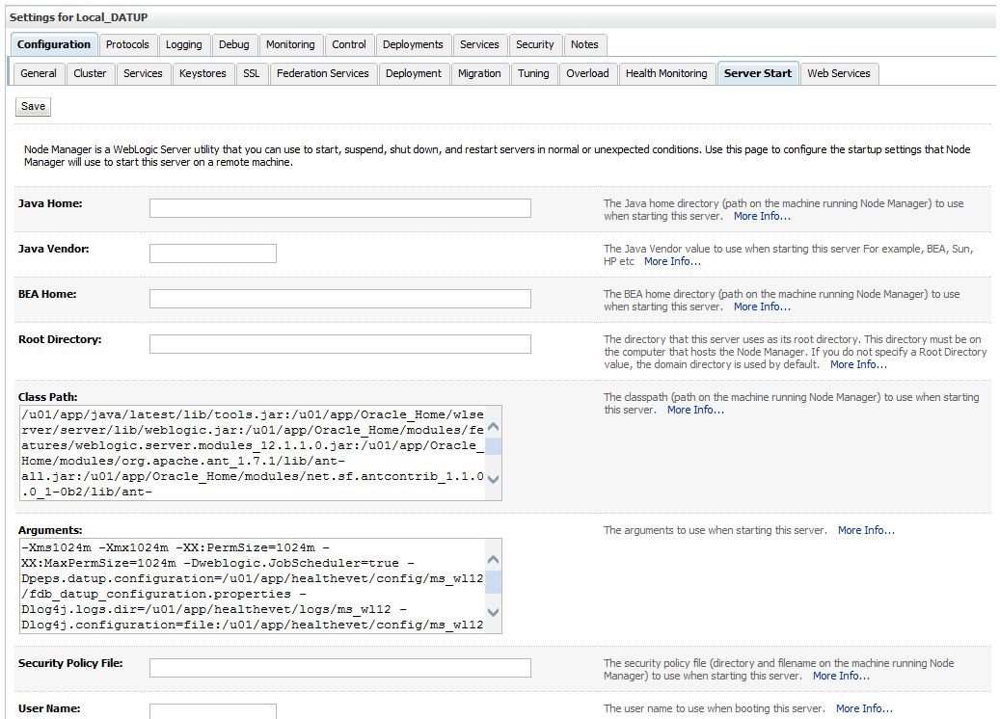 Settings for Local_DATUP
Configuration Protocols Logging Debug Monitoring Control Deployments Services Security Notes
General Cluster Services Keystores SSL Federation Services Deployment Migration Tuning Overload Health Monitoring Server Start Web Services
Save
Node Manager is a WebLogic Server utility that you can use to start, suspend, shut down, and restart servers in normal or unexpected conditions. Use this page to configure the startup settings that Node
Manager will use to start this server on a remote machine.
Java Home:
The Java home directory (path on the machine running Node Manager) to use
when starting this server. More Info...
Java Vendor:
The Java Vendor value to use when starting this server For example, BEA, Sun,
HP etc More Info...
BEA Home:
The BEA home directory (path on the machine running Node Manager) to use
when starting this server. More Info...
Root Directory:
The directory that this server uses as its root directory. This directory must be on
the computer that hosts the Node Manager. If you do not specify a Root Directory
value, the domain directory is used by default. More Info...
Class Path:
/u01/app/java/latest/lib/tools.jar:/u01/app/Oracle_Home/wlse
rver/server/lib/weblogic.jar:/u01/app/Oracle_Home/modules/fe
atures/weblogic.server.modules_12.1.1.0.jar:/u01/app/Oracle_
Home/modules/org.apache.ant_1.7.1/lib/ant-
all.jar:/u01/app/Oracle_Home/modules/net.sf.antcontrib_1.1.0
.0_1-0b2/lib/ant-
The classpath (path on the machine running Node Manager) to use when starting
this server. More Info...
Arguments:
-Xms1024m -Xmx1024m -XX:PermSize=1024m -
XX:MaxPermSize=1024m -Dweblogic.JobScheduler=true -
Dpeps.datup.configuration=/u01/app/healthevet/config/ms_wl12
/fdb_datup_configuration.properties -
Dlog4j.logs.dir=/u01/app/healthevet/logs/ms_wl12 -
Dlog4j.configuration=file:/u01/app/healthevet/config/ms_wl12
The arguments to use when starting this server. More Info...
Security Policy File:
The security policy file (directory and filename on the machine running Node
Manager) to use when starting this server. More Info...
User Name:
The user name to use when booting this server. More Info...